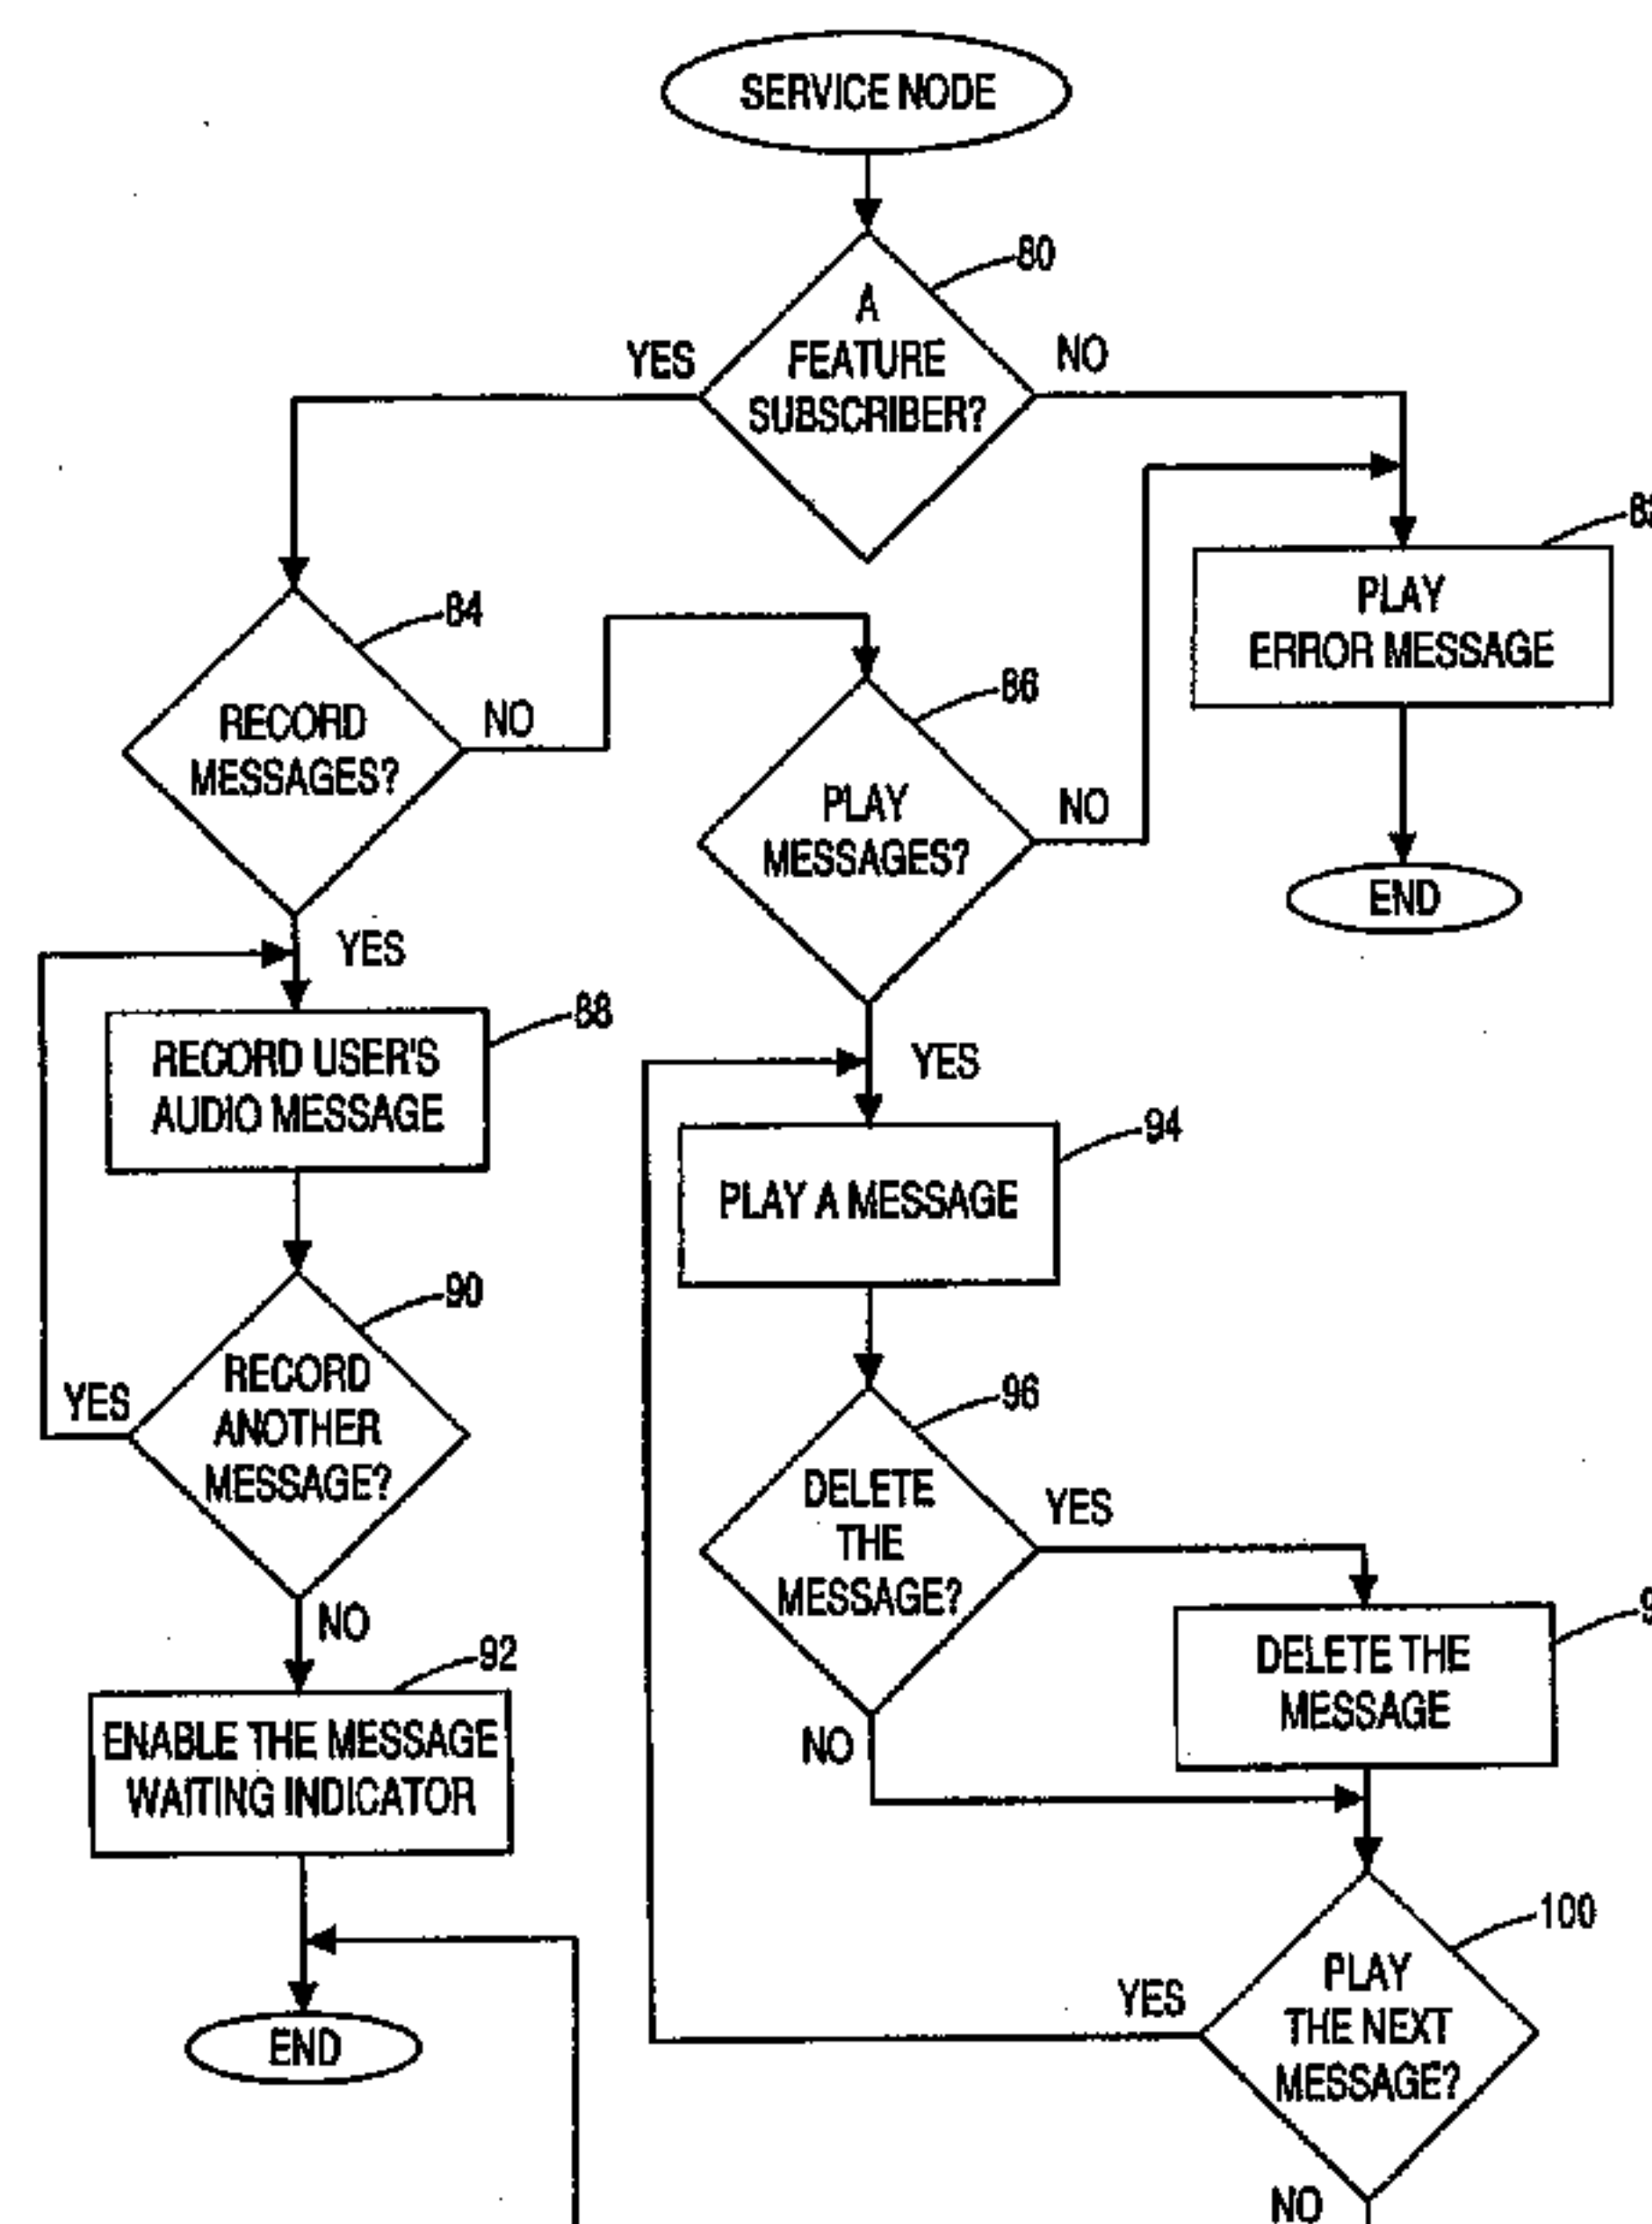 SERVICE NODE
80
A
FEATURE
SUBSCRIBER?
YES
NO
84
RECORD
MESSAGES?
NO
86
PLAY
MESSAGES?
NO
PLAY
ERROR MESSAGE
END
YES
88
RECORD USER'S
AUDIO MESSAGE
YES
94
PLAY A MESSAGE
90
RECORD
ANOTHER
MESSAGE?
YES
NO
96
DELETE
THE
MESSAGE?
YES
NO
DELETE THE
MESSAGE
92
ENABLE THE MESSAGE
WAITING INDICATOR
END
100
PLAY
THE NEXT
MESSAGE?
YES
NO